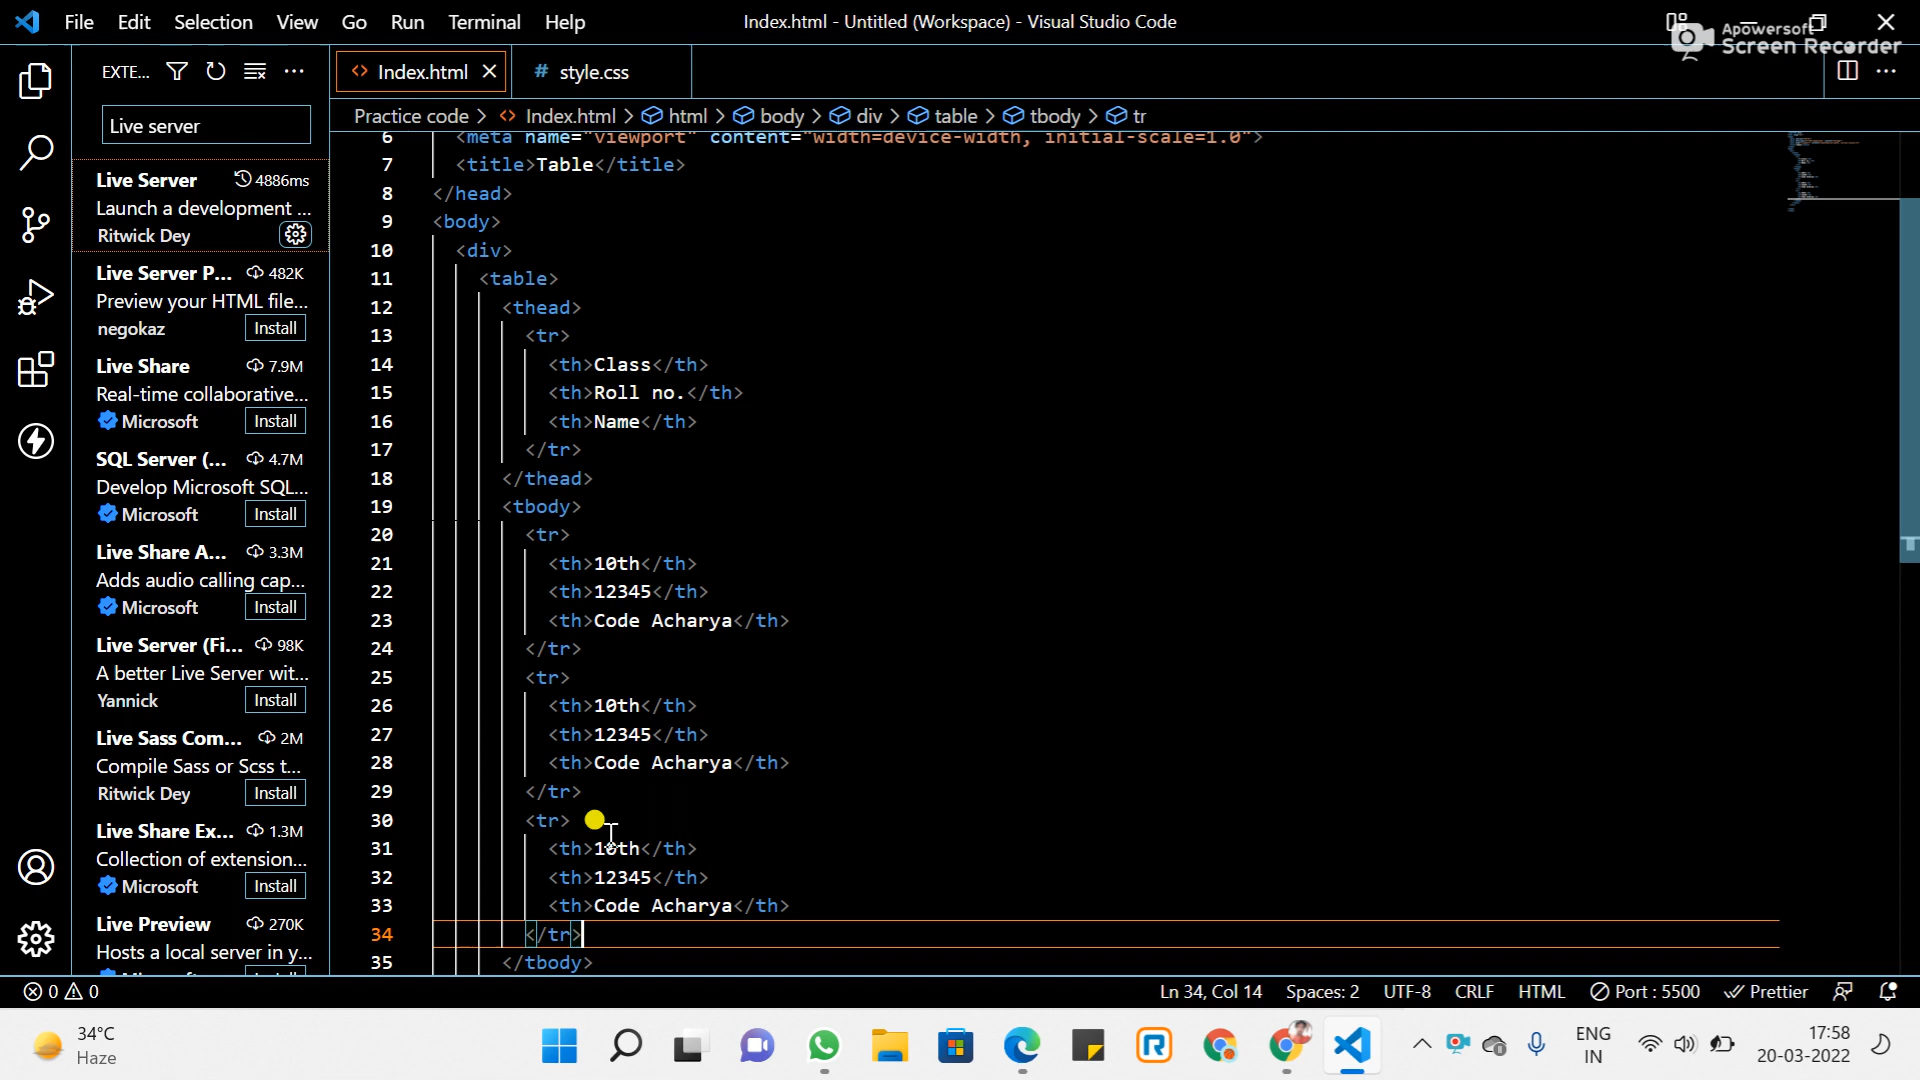 File Edit Selection View Go Run Terminal Help
Index.html - Untitled (Workspace) - Visual Studio Code
Apowersoft
Screen Recorder
EXTE...
Index.html
# style.css
Live server
Practice code > Index.html > html > body > div > table > tbody > tr
Live Server 4886ms
Launch a development ...
Ritwick Dey
Live Server P... 482K
Preview your HTML file...
negokaz Install
Live Share 7.9M
Real-time collaborative...
Microsoft Install
SQL Server (... 4.7M
Develop Microsoft SQL...
Microsoft Install
Live Share A... 3.3M
Adds audio calling cap...
Microsoft Install
Live Server (Fi... 98K
A better Live Server wit...
Yannick Install
Live Sass Com... 2M
Compile Sass or Scss t...
Ritwick Dey Install
Live Share Ex... 1.3M
Collection of extension...
Microsoft Install
Live Preview 270K
Hosts a local server in y...
6 <meta name="viewport" content="width=device-width, initial-scale=1.0">
7 <title>Table</title>
8 </head>
9 <body>
10 <div>
11 <table>
12 <thead>
13 <tr>
14 <th>Class</th>
15 <th>Roll no.</th>
16 <th>Name</th>
17 </tr>
18 </thead>
19 <tbody>
20 <tr>
21 <th>10th</th>
22 <th>12345</th>
23 <th>Code Acharya</th>
24 </tr>
25 <tr>
26 <th>10th</th>
27 <th>12345</th>
28 <th>Code Acharya</th>
29 </tr>
30 <tr>
31 <th>10th</th>
32 <th>12345</th>
33 <th>Code Acharya</th>
34 </tr>
35 </tbody>
0 0
Ln 34, Col 14 Spaces: 2 UTF-8 CRLF HTML Port : 5500 Prettier
34°C
Haze
ENG
IN
17:58
20-03-2022